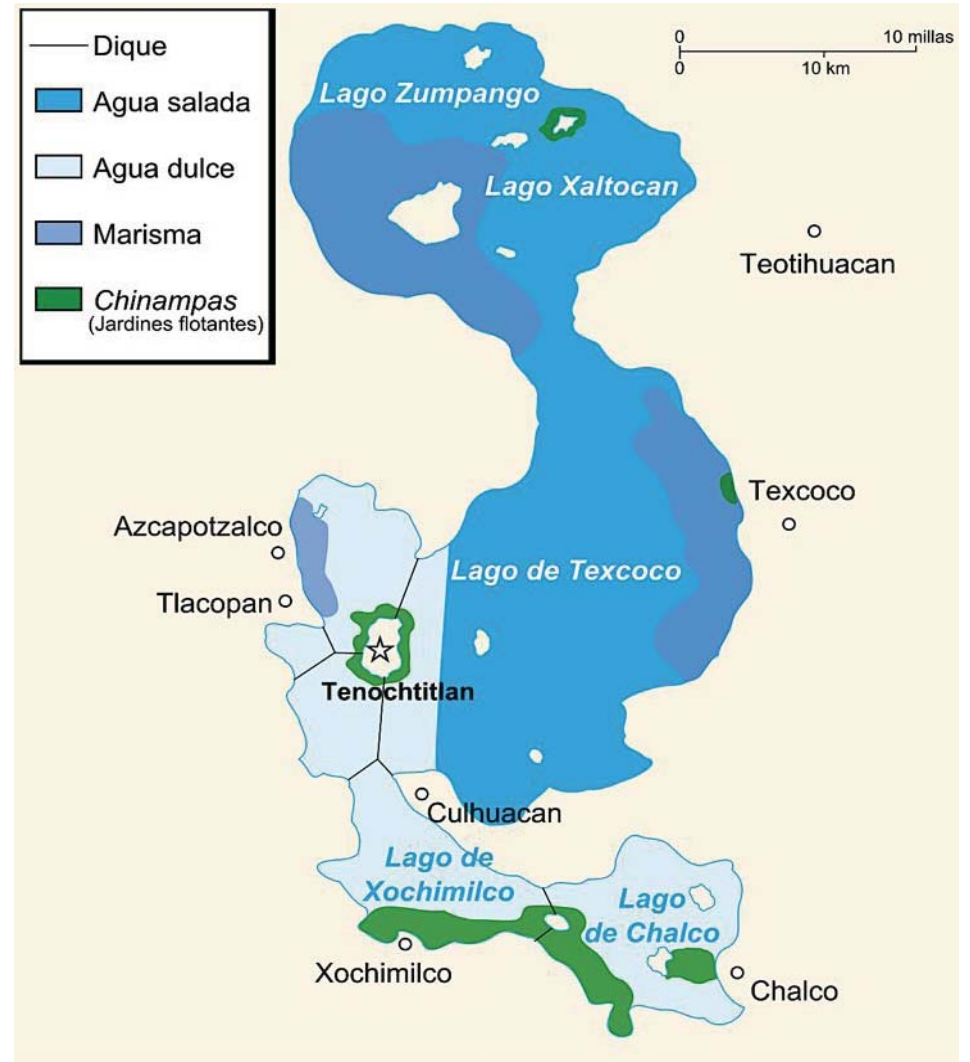 Dique
Agua salada
Agua dulce
Marisma
Chinampas
(Jardines flotantes)
0 10 millas
0 10 km
Lago Zumpango
Lago Xaltocan
Teotihuacan
Texcoco
Azcapotzalco
Lago de Texcoco
Tlacopan
Tenochtitlan
Culhuacan
Lago de
Xochimilco
Lago
de Chalco
Xochimilco
Chalco